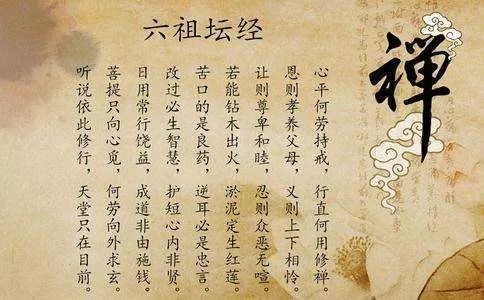 六祖坛经
禅
心平何劳持戒，行直何用修禅。
恩则孝养父母，义则上下相怜。
让则尊卑和睦，忍则众恶无喧。
若能钻木出火，淤泥定生红莲。
苦口的是良药，逆耳必是忠言。
改过必生智慧，护短心内非贤。
日用常行饶益，成道非由施钱。
菩提只向心觅，何劳向外求玄。
听说依此修行，天堂只在目前。